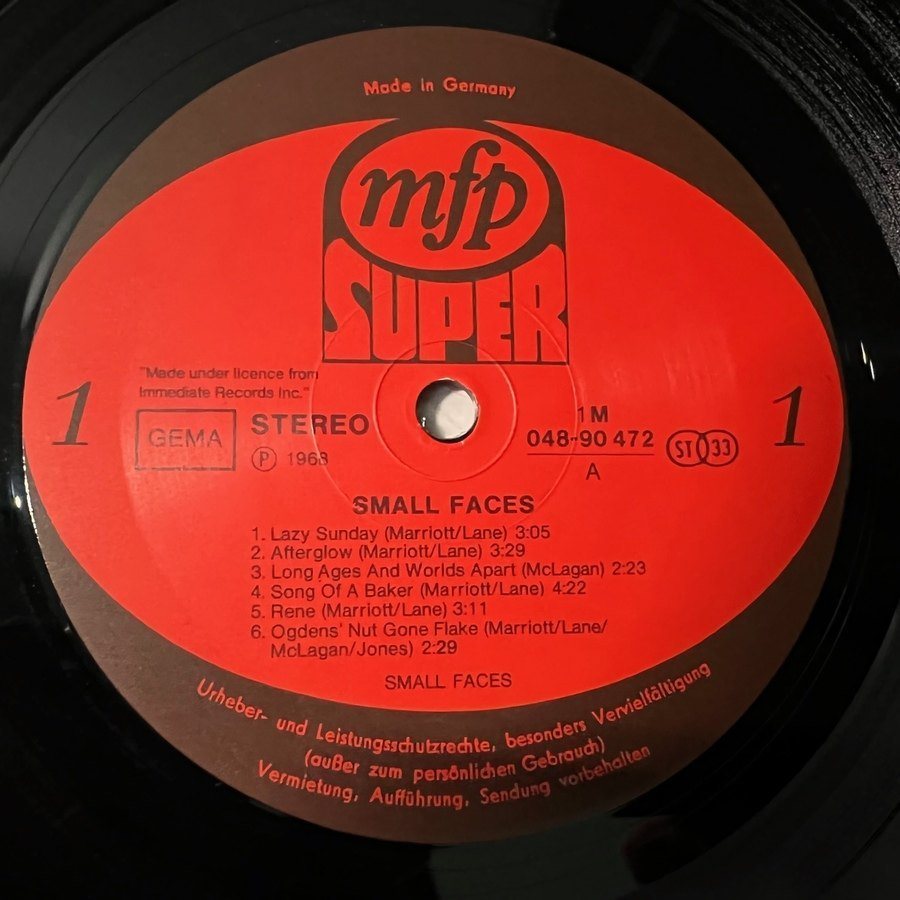 Made in Germany
mfp
SUPER
"Made under licence from
Immediate Records Inc."
1
GEMA
STEREO
Ⓟ 1968
1M
048-90 472
A
ST 33
1
SMALL FACES
1. Lazy Sunday (Marriott/Lane) 3:05
2. Afterglow (Marriott/Lane) 3:29
3. Long Ages And Worlds Apart (McLagan) 2:23
4. Song Of A Baker (Marriott/Lane) 4:22
5. Rene (Marriott/Lane) 3:11
6. Ogdens' Nut Gone Flake (Marriott/Lane/
McLagan/Jones) 2:29
SMALL FACES
Urheber- und Leistungsschutzrechte, besonders Vervielfältigung
(außer zum persönlichen Gebrauch)
Vermietung, Aufführung, Sendung vorbehalten